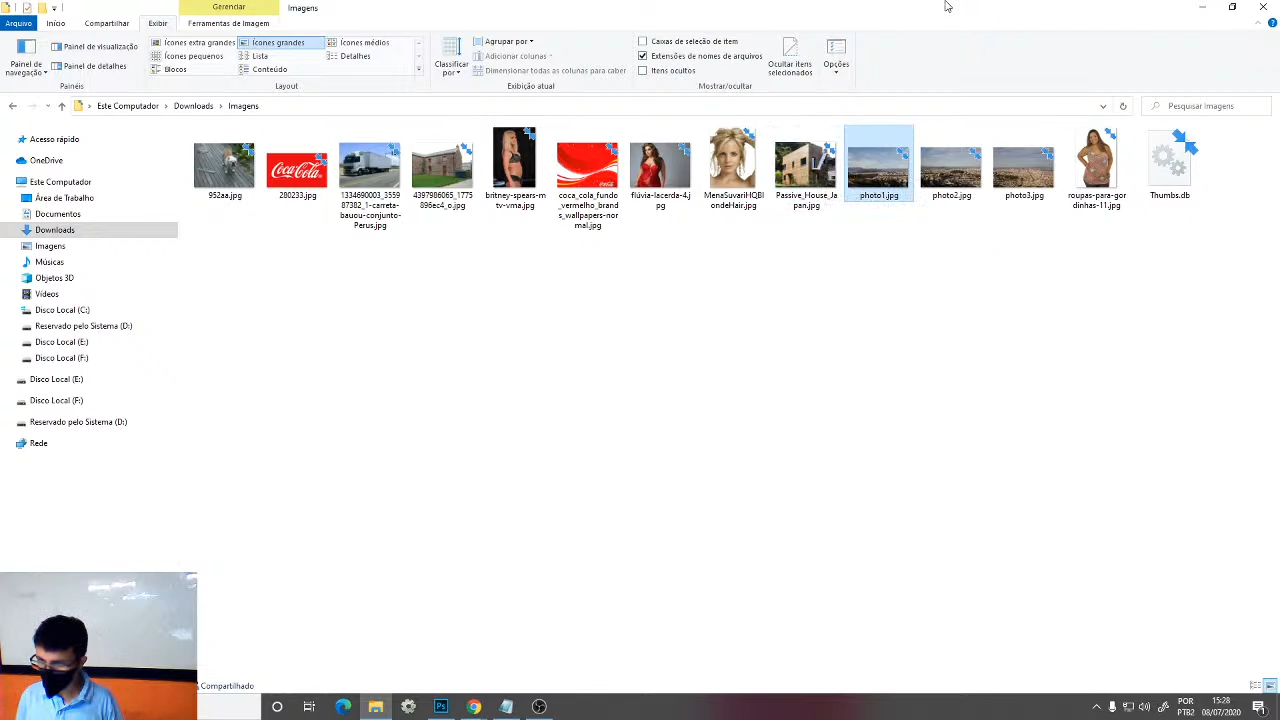 Gerenciar
Imagens
Arquivo
Início
Compartilhar
Exibir
Ferramentas de Imagem
Painel de navegação
Painel de visualização
Painel de detalhes
Painéis
Ícones extra grandes
Ícones grandes
Ícones médios
Ícones pequenos
Lista
Detalhes
Blocos
Conteúdo
Layout
Classificar por
Agrupar por
Adicionar colunas
Dimensionar todas as colunas para caber
Exibição atual
Caixas de seleção de item
Extensões de nomes de arquivos
Itens ocultos
Ocultar itens selecionados
Mostrar/ocultar
Opções
Este Computador
Downloads
Imagens
Pesquisar Imagens
Acesso rápido
OneDrive
Este Computador
Área de Trabalho
Documentos
Downloads
Imagens
Músicas
Objetos 3D
Vídeos
Disco Local (C:)
Reservado pelo Sistema (D:)
Disco Local (E:)
Disco Local (F:)
Disco Local (E:)
Disco Local (F:)
Reservado pelo Sistema (D:)
Rede
Coca-Cola
952aa.jpg
280233.jpg
1334690003_3559
87382_1-carreta-
bauou-conjunto-
Perus.jpg
4397986065_1775
896ec4_o.jpg
britney-spears-m
tv-vma.jpg
coca_cola_fundo
_vermelho_brand
s_wallpapers-nor
mal.jpg
flúvia-lacerda-4.j
pg
MenaSuvariHQBl
ondeHair.jpg
Passive_House_Ja
pan.jpg
photo1.jpg
photo2.jpg
photo3.jpg
roupas-para-gor
dinhas-11.jpg
Thumbs.db
Compartilhado
Ps
POR
PTB2
15:28
08/07/2020